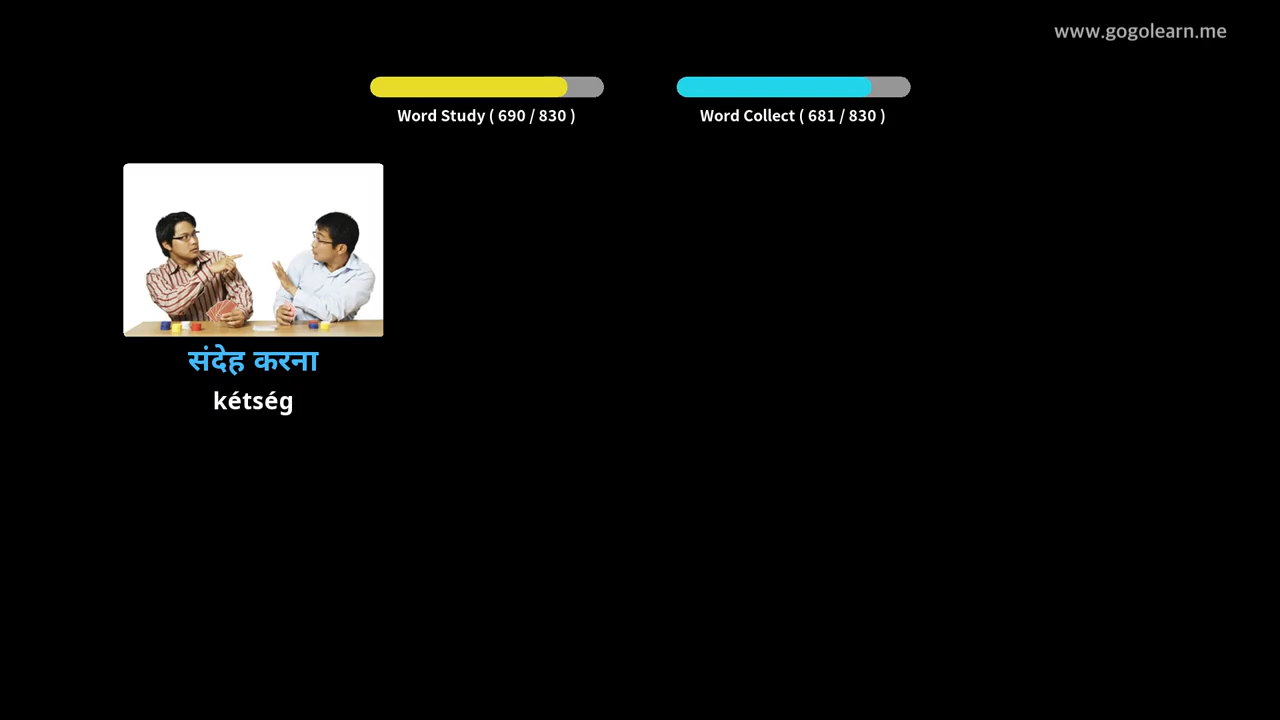 www.gogolearn.me
Word Study ( 690 / 830 )
Word Collect ( 681 / 830 )
संदेह करना
kétség